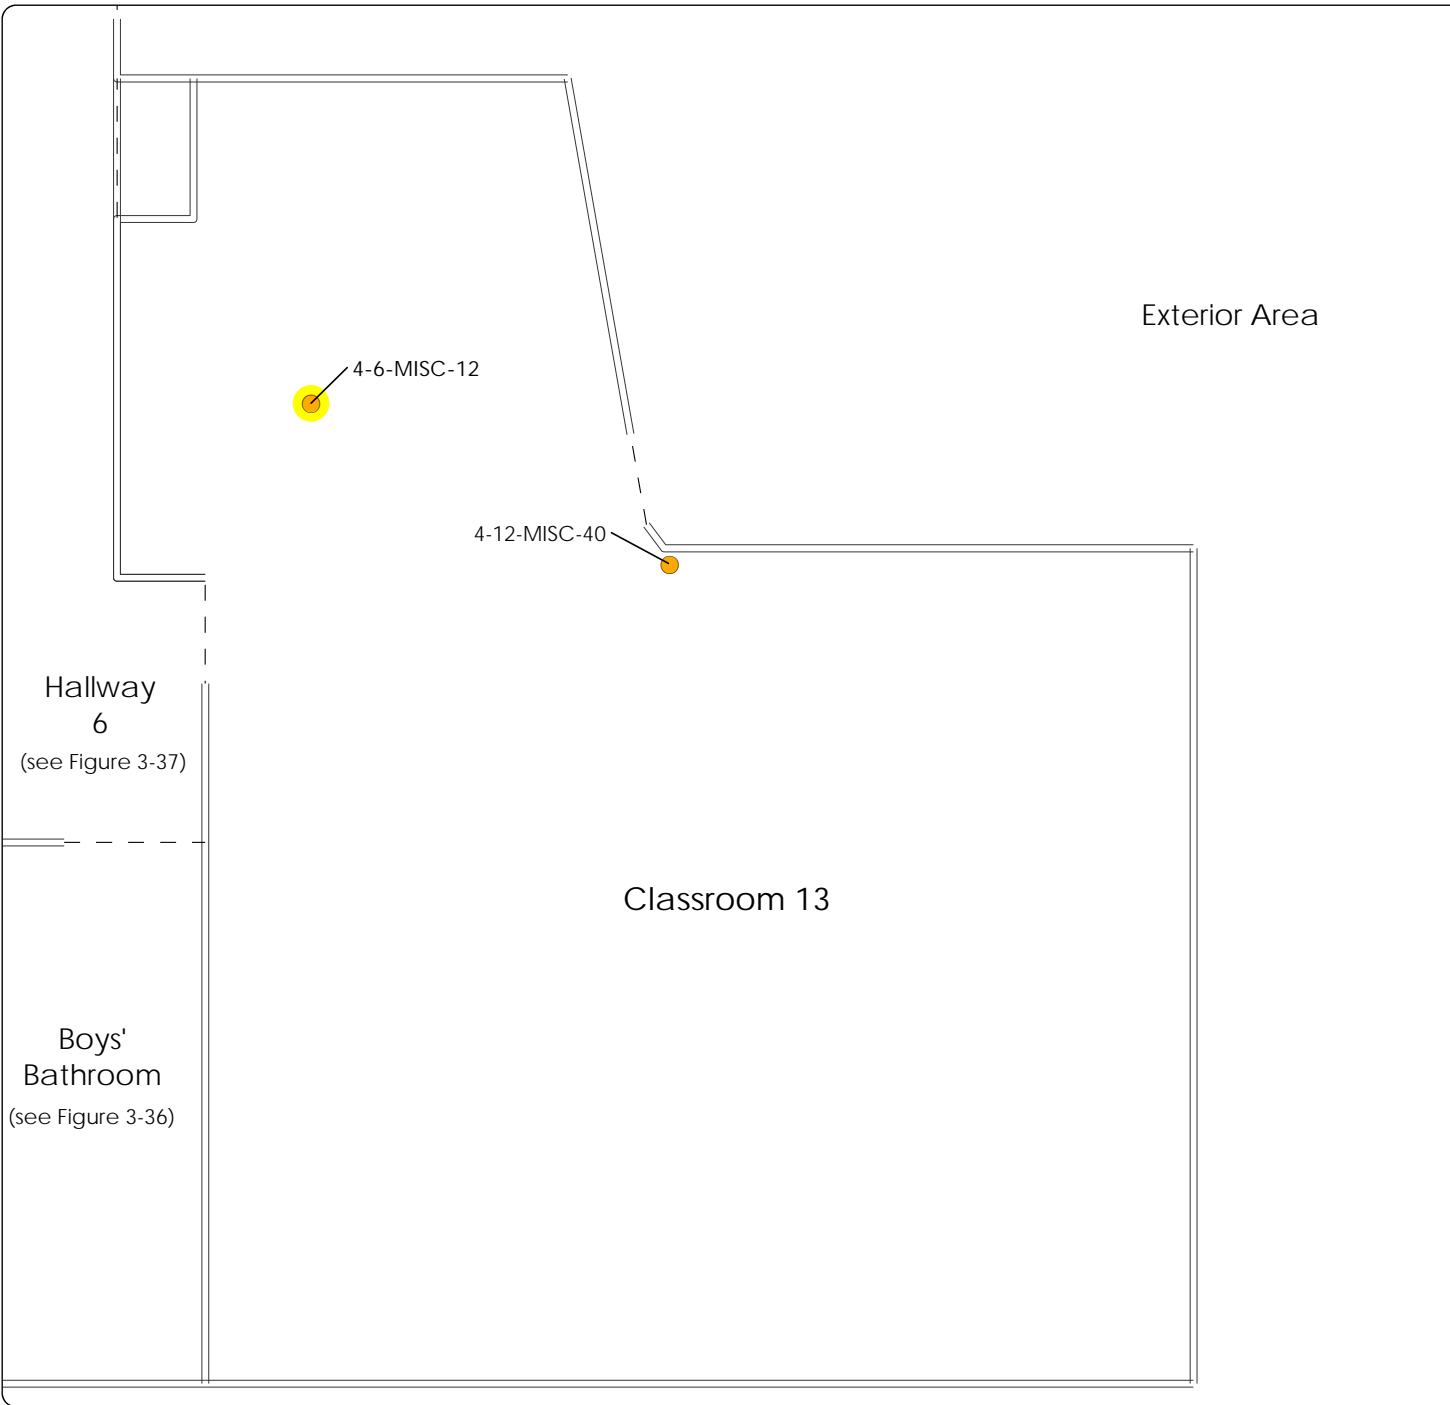 Exterior Area
4-6-MISC-12
4-12-MISC-40
Hallway
6
(see Figure 3-37)
Classroom 13
Boys'
Bathroom
(see Figure 3-36)